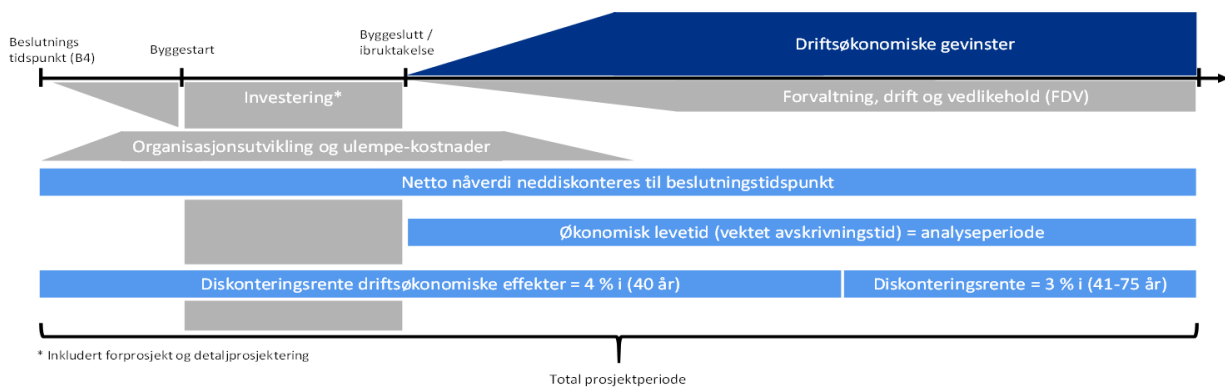 Beslutnings
tidspunkt (B4)
Byggestart
Byggeslutt /
ibruktakelse
Driftsøkonomiske gevinster
Investering*
Forvaltning, drift og vedlikehold (FDV)
Organisasjonsutvikling og ulempe-kostnader
Netto nåverdi neddiskonteres til beslutningstidspunkt
Økonomisk levetid (vektet avskrivningstid) = analyseperiode
Diskonteringsrente driftsøkonomiske effekter = 4 % i (40 år)
Diskonteringsrente = 3 % i (41-75 år)
* Inkludert forprosjekt og detaljprosjektering
Total prosjektperiode